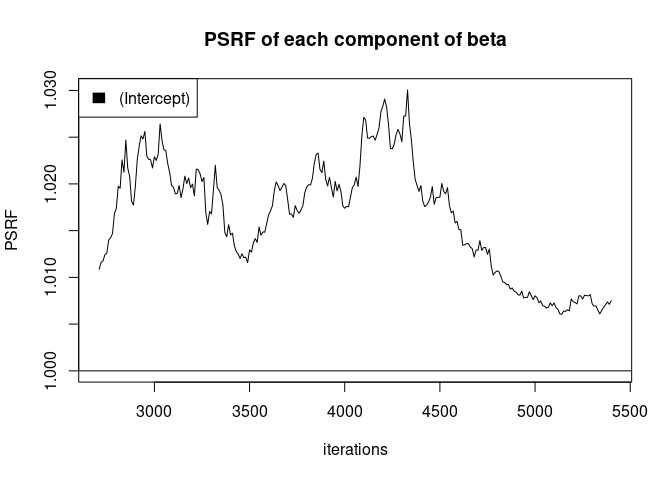 PSRF of each component of beta
(Intercept)
PSRF
1.030
1.020
1.010
1.000
3000 3500 4000 4500 5000 5500
iterations